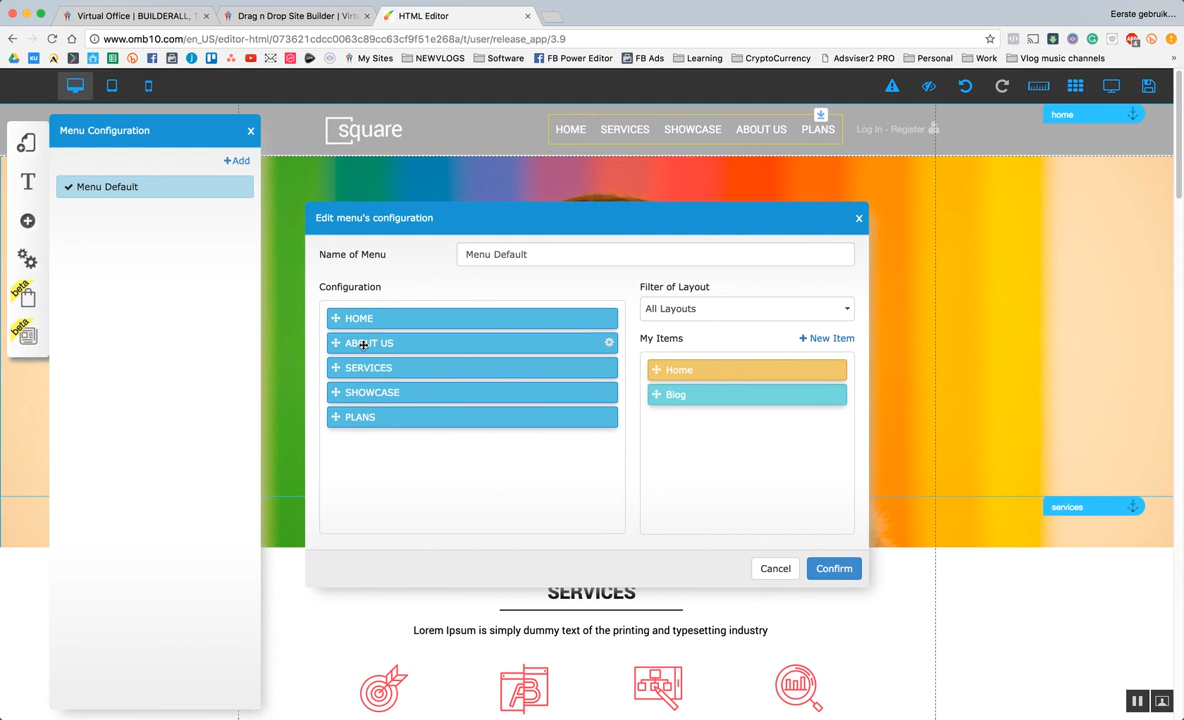 Virtual Office | BUILDERALL, T
Drag n Drop Site Builder | Virtu
HTML Editor
Eerste gebruik...
www.omb10.com/en_US/editor-html/073621cdcc0063c89cc63cf9f51e268a/t/user/release_app/3.9
My Sites
NEWVLOGS
Software
FB Power Editor
FB Ads
Learning
CryptoCurrency
Adsviser2 PRO
Personal
Work
Vlog music channels
Menu Configuration
x
+Add
Menu Default
square
HOME
SERVICES
SHOWCASE
ABOUT US
PLANS
Log In - Register
home
beta
beta
Edit menu's configuration
x
Name of Menu
Menu Default
Configuration
HOME
ABOUT US
SERVICES
SHOWCASE
PLANS
Filter of Layout
All Layouts
My Items
+ New Item
Home
Blog
Cancel
Confirm
services
SERVICES
Lorem Ipsum is simply dummy text of the printing and typesetting industry